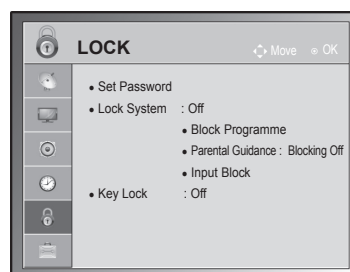 LOCK
Move OK
• Set Password
• Lock System : Off
• Block Programme
• Parental Guidance : Blocking Off
• Input Block
• Key Lock : Off